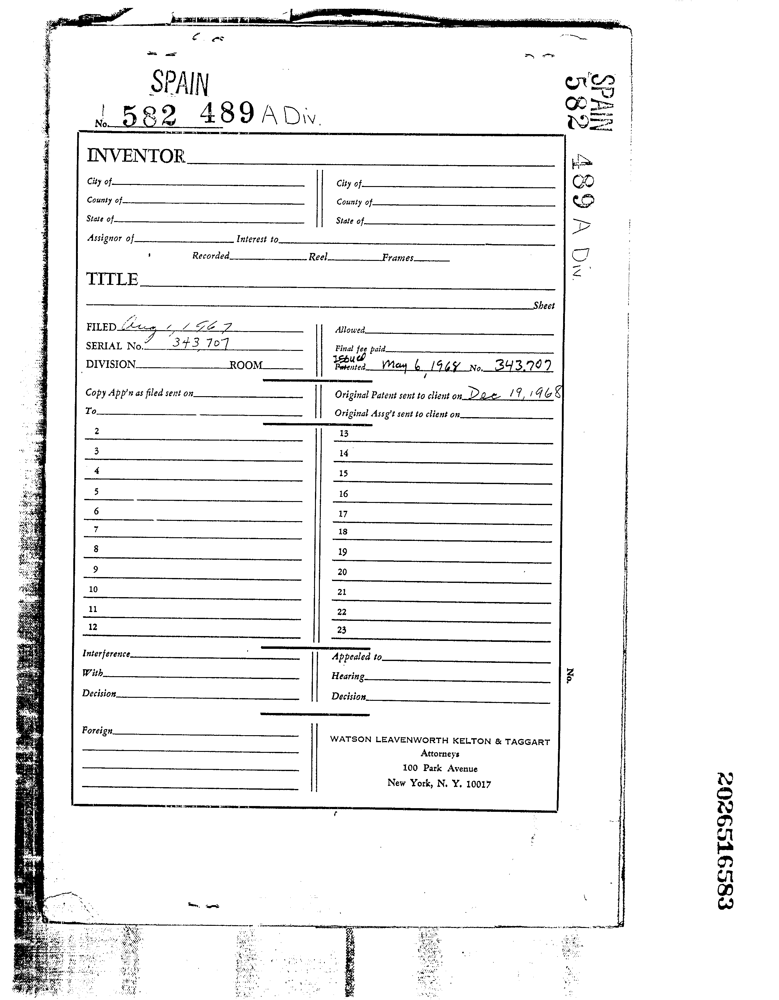 SPAIN
No. 582 489 A Div.
INVENTOR
City of
City of
County of
County of
State of
State of
Assignor of Interest to
Recorded Reel Frames
TITLE
Sheet
FILED Aug 1, 1967
Allowed
SERIAL No. 343,707
Final fee paid
DIVISION ROOM
Issued
Patented May 6, 1968 No. 343,707
Copy App'n as filed sent on
Original Patent sent to client on Dec 19, 1968
To
Original Assg't sent to client on
2
13
3
14
4
15
5
16
6
17
7
18
8
19
9
20
10
21
11
22
12
23
Interference
Appealed to
With
Hearing
Decision
Decision
Foreign
WATSON LEAVENWORTH KELTON & TAGGART
Attorneys
100 Park Avenue
New York, N. Y. 10017
SPAIN
582 489 A Div.
No.
2026516583